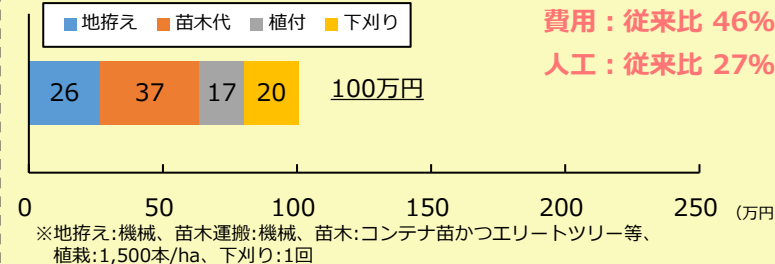 地拵え 苗木代 植付 下刈り
費用：従来比 46%
人工：従来比 27%
26 37 17 20 100万円
0 50 100 150 200 250 (万円
※地拵え:機械、苗木運搬:機械、苗木:コンテナ苗かつエリートツリー等、
植栽:1,500本/ha、下刈り:1回